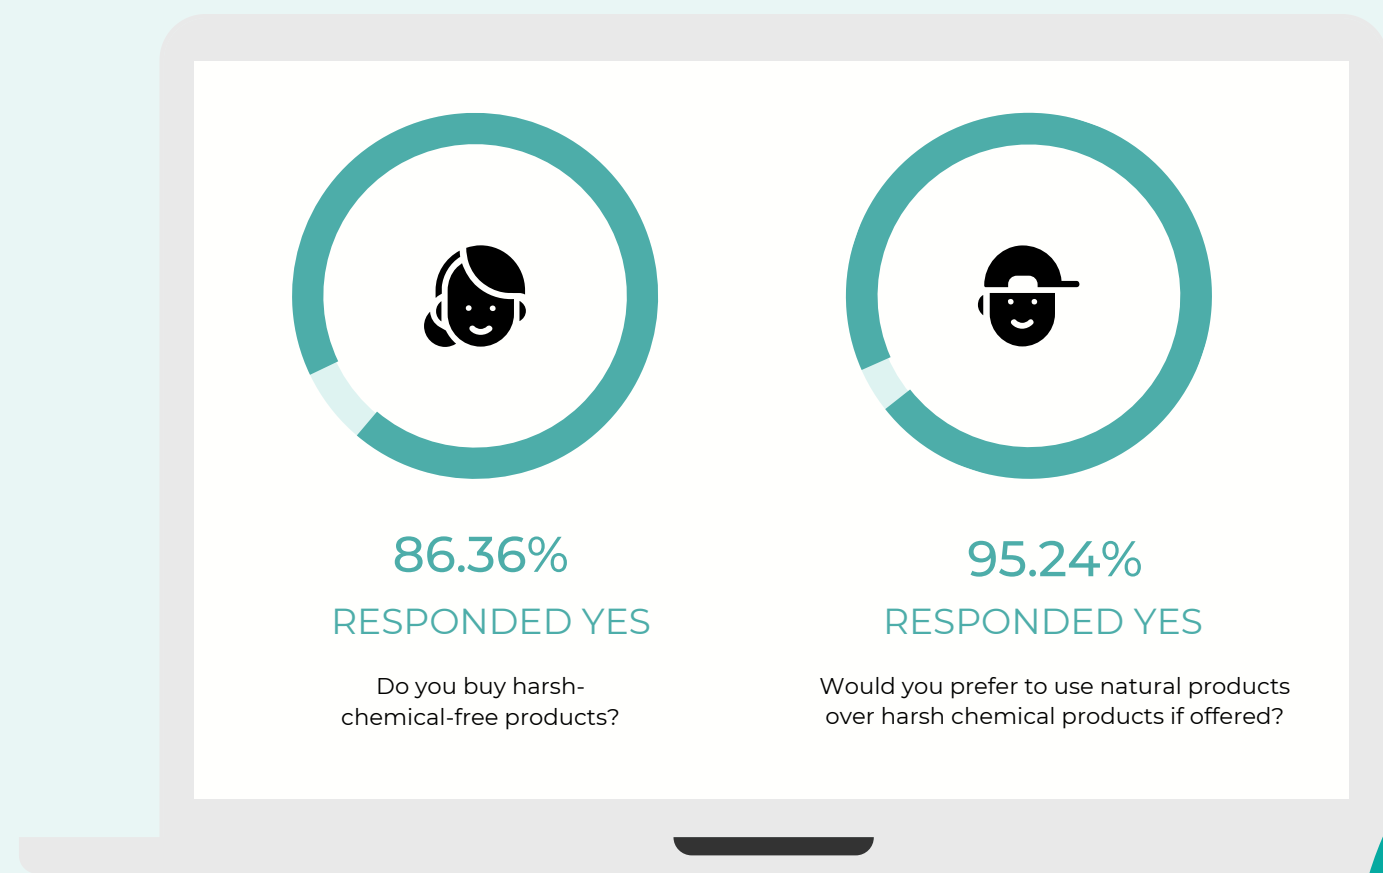 86.36%
RESPONDED YES
Do you buy harsh-
chemical-free products?
95.24%
RESPONDED YES
Would you prefer to use natural products
over harsh chemical products if offered?